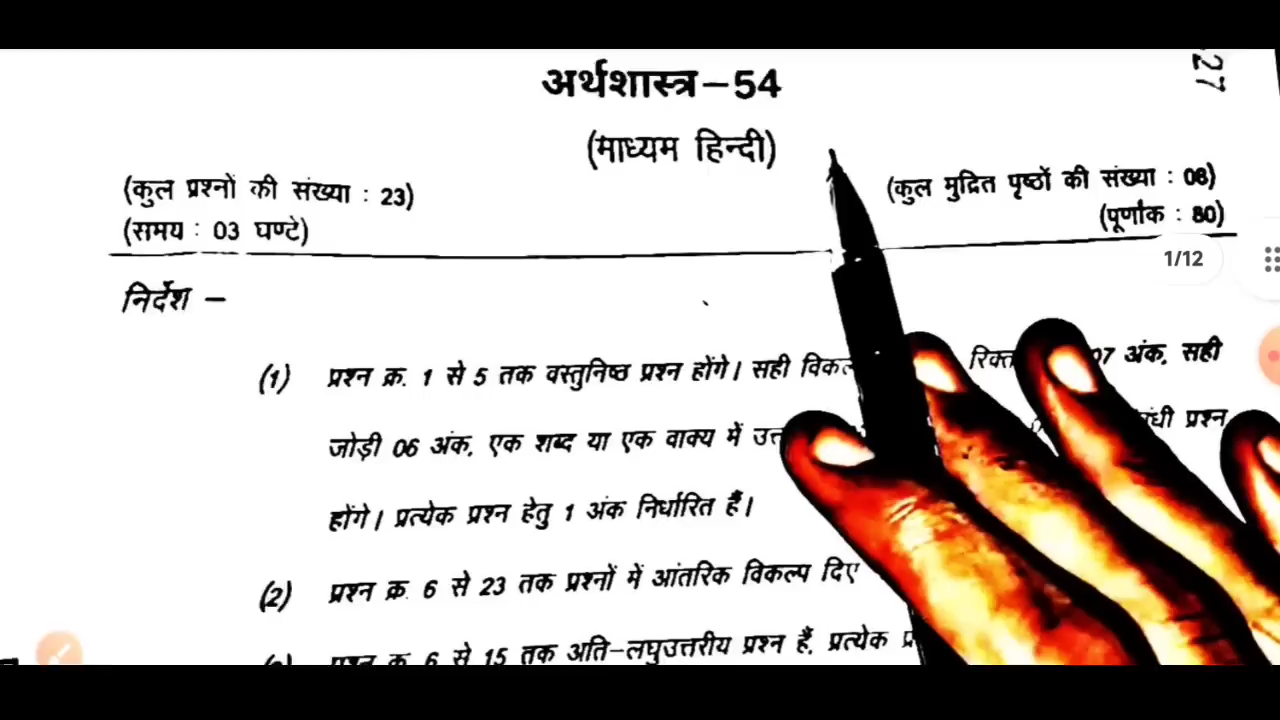 27
अर्थशास्त्र–54
(माध्यम हिन्दी)
(कुल प्रश्नों की संख्या : 23)
(कुल मुद्रित पृष्ठों की संख्या : 08)
(समय : 03 घण्टे)
(पूर्णांक : 80)
1/12
निर्देश –
(1) प्रश्न क्र. 1 से 5 तक वस्तुनिष्ठ प्रश्न होंगे। सही 07 अंक, सही
जोड़ी 06 अंक, एक शब्द या एक वाक्य में प्रश्न
होंगे। प्रत्येक प्रश्न हेतु 1 अंक निर्धारित हैं।
(2) प्रश्न क्र. 6 से 23 तक प्रश्नों में आंतरिक विकल्प दिए
प्रश्न क्र. 6 से 15 तक अति–लघुउत्तरीय प्रश्न हैं, प्रत्येक